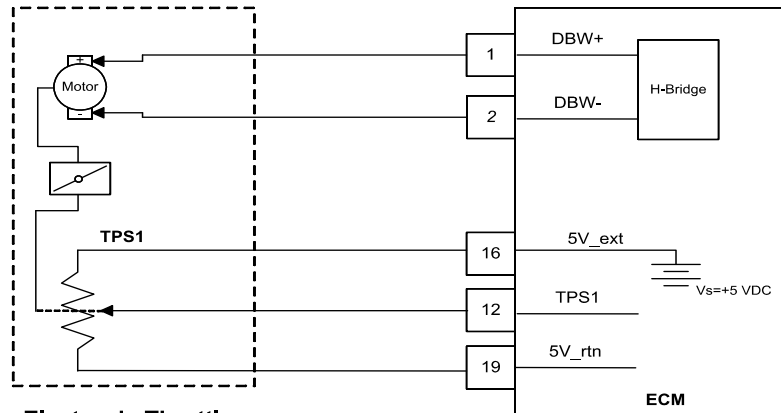 1
DBW+
+
Motor
-
H-Bridge
2
DBW-
TPS1
16
5V_ext
Vs=+5 VDC
12
TPS1
19
5V_rtn
ECM